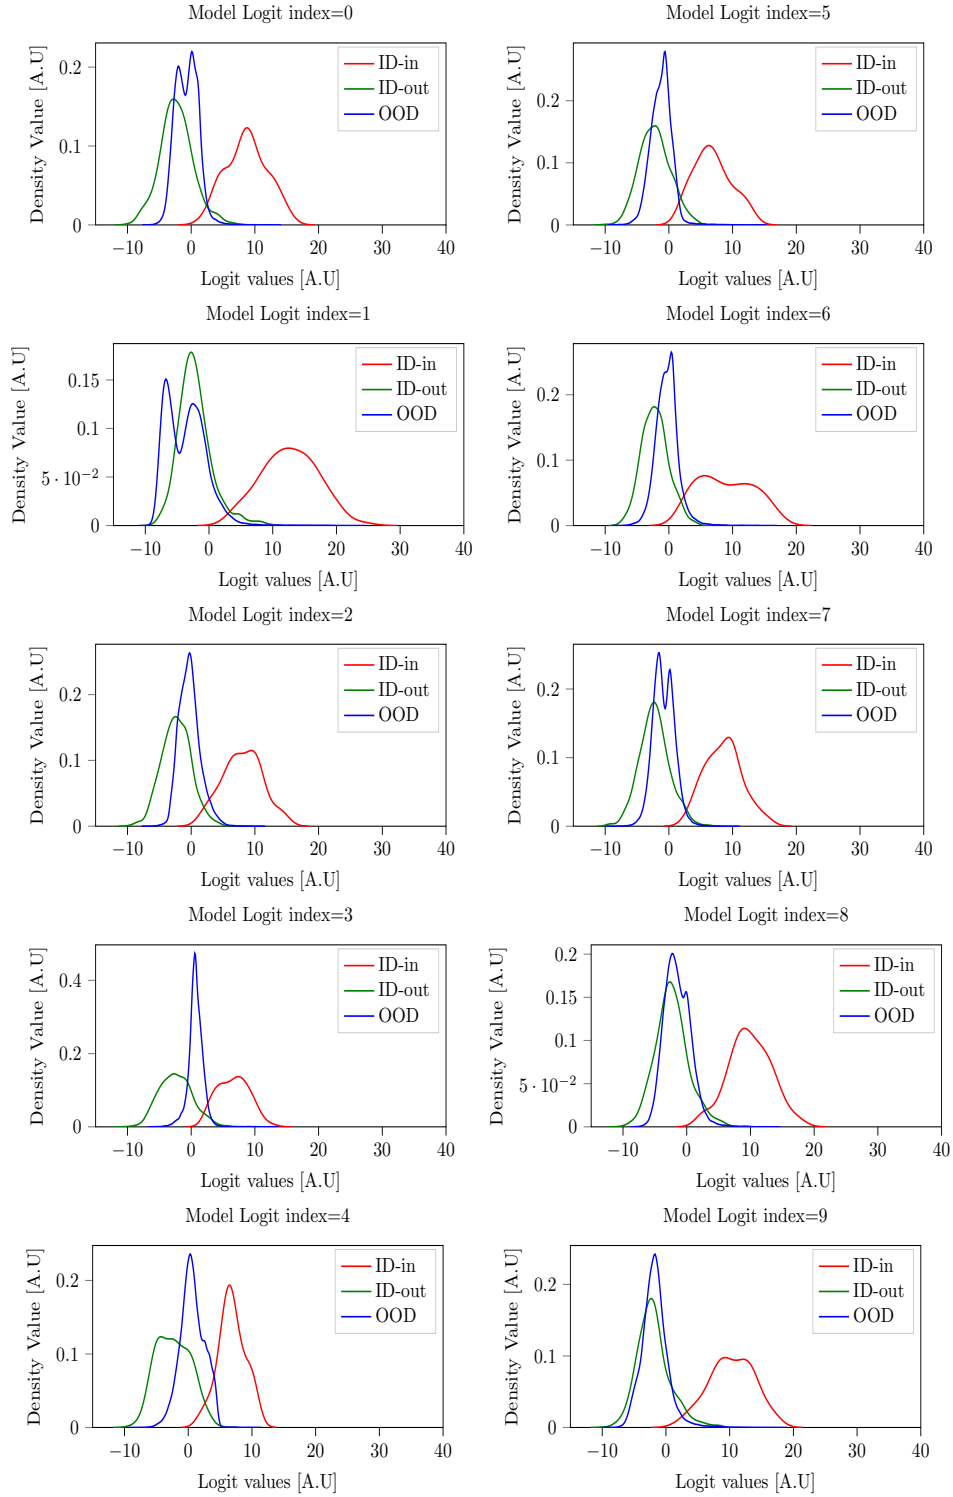 Model Logit index=0
Density Value [A.U]
0.2
0.1
0
ID-in
ID-out
OOD
−10 0 10 20 30 40
Logit values [A.U]
Model Logit index=5
Density Value [A.U]
0.2
0.1
0
ID-in
ID-out
OOD
−10 0 10 20 30 40
Logit values [A.U]
Model Logit index=1
Density Value [A.U]
0.15
0.1
5 · 10⁻²
0
ID-in
ID-out
OOD
−10 0 10 20 30 40
Logit values [A.U]
Model Logit index=6
Density Value [A.U]
0.2
0.1
0
ID-in
ID-out
OOD
−10 0 10 20 30 40
Logit values [A.U]
Model Logit index=2
Density Value [A.U]
0.2
0.1
0
ID-in
ID-out
OOD
−10 0 10 20 30 40
Logit values [A.U]
Model Logit index=7
Density Value [A.U]
0.2
0.1
0
ID-in
ID-out
OOD
−10 0 10 20 30 40
Logit values [A.U]
Model Logit index=3
Density Value [A.U]
0.4
0.2
0
ID-in
ID-out
OOD
−10 0 10 20 30 40
Logit values [A.U]
Model Logit index=8
Density Value [A.U]
0.2
0.15
0.1
5 · 10⁻²
0
ID-in
ID-out
OOD
−10 0 10 20 30 40
Logit values [A.U]
Model Logit index=4
Density Value [A.U]
0.2
0.1
0
ID-in
ID-out
OOD
−10 0 10 20 30 40
Logit values [A.U]
Model Logit index=9
Density Value [A.U]
0.2
0.1
0
ID-in
ID-out
OOD
−10 0 10 20 30 40
Logit values [A.U]